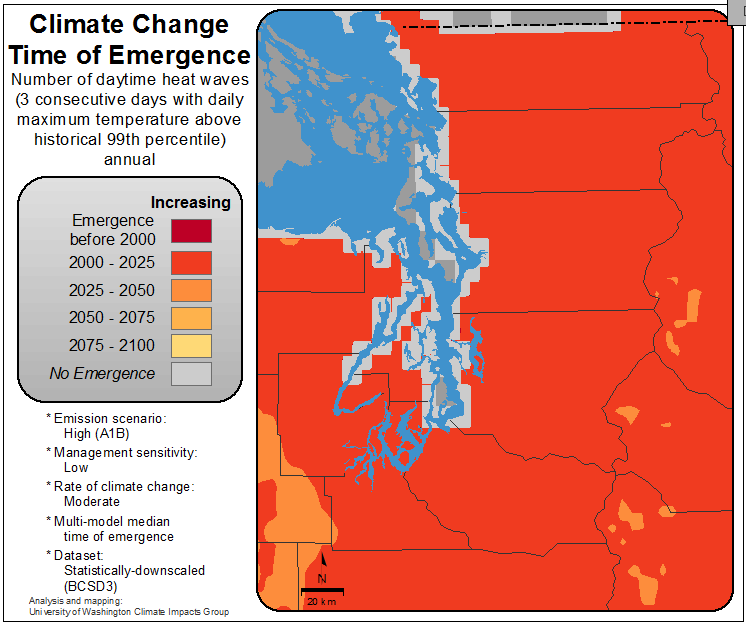 Climate Change
Time of Emergence
Number of daytime heat waves
(3 consecutive days with daily
maximum temperature above
historical 99th percentile)
annual
Increasing
Emergence
before 2000
2000 - 2025
2025 - 2050
2050 - 2075
2075 - 2100
No Emergence
* Emission scenario:
High (A1B)
* Management sensitivity:
Low
* Rate of climate change:
Moderate
* Multi-model median
time of emergence
* Dataset:
Statistically-downscaled
(BCSD3)
Analysis and mapping:
University of Washington Climate Impacts Group
N
20 km